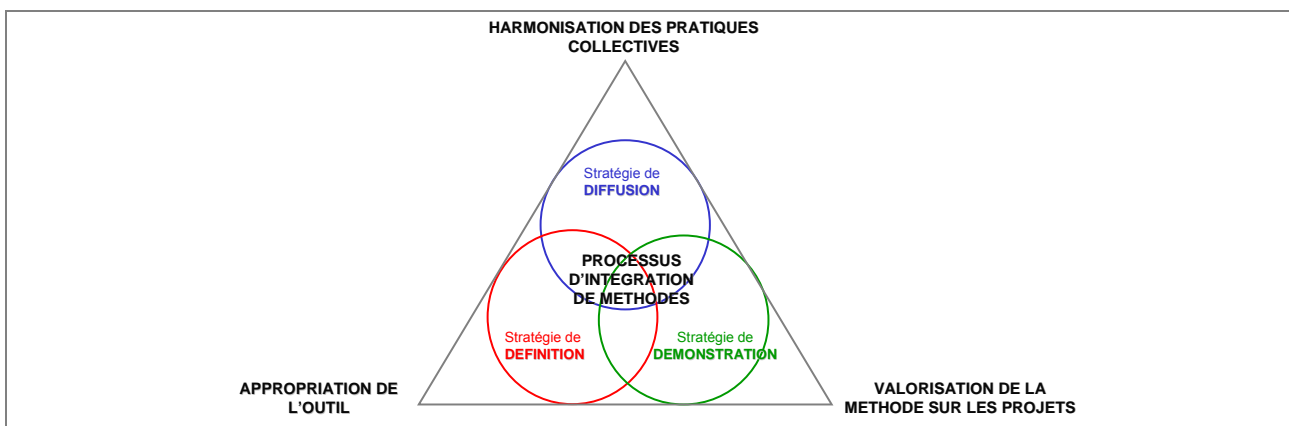 HARMONISATION DES PRATIQUES
COLLECTIVES
Stratégie de
DIFFUSION
PROCESSUS
D'INTEGRATION
DE METHODES
Stratégie de
DEFINITION
Stratégie de
DEMONSTRATION
APPROPRIATION DE
L'OUTIL
VALORISATION DE LA
METHODE SUR LES PROJETS